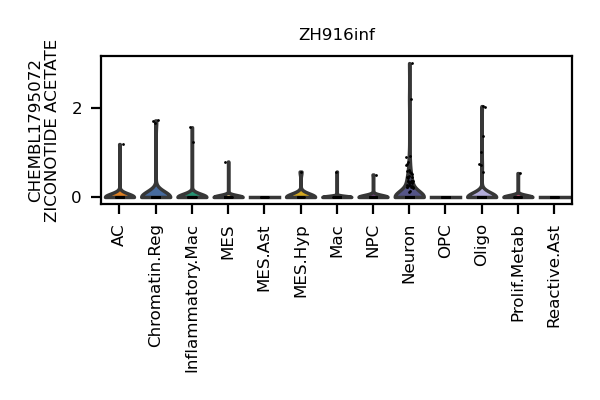 ZH916inf
CHEMBL1795072
ZICONOTIDE ACETATE
2
0
AC
Chromatin.Reg
Inflammatory.Mac
MES
MES.Ast
MES.Hyp
Mac
NPC
Neuron
OPC
Oligo
Prolif.Metab
Reactive.Ast